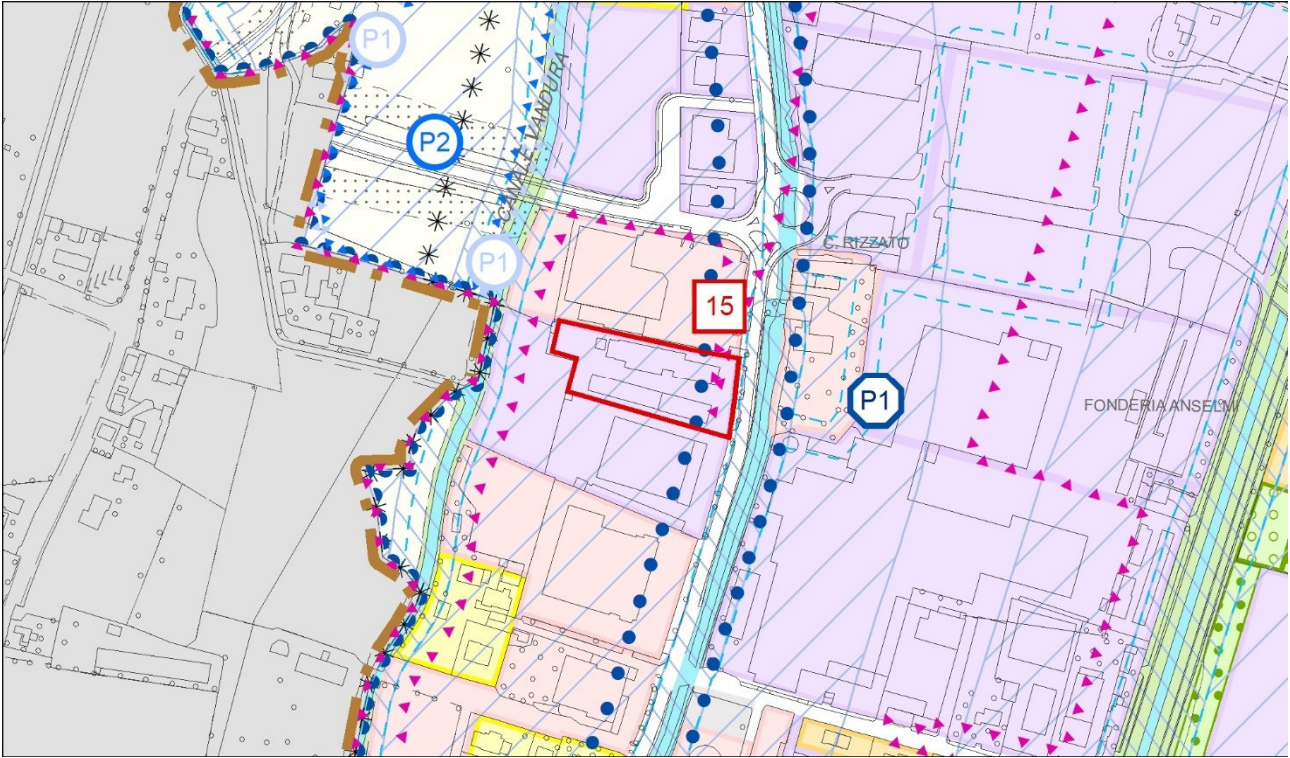 P1
P2
CANALE VANDURA
P1
C. RIZZATO
15
P1
FONDERIA ANSELMI